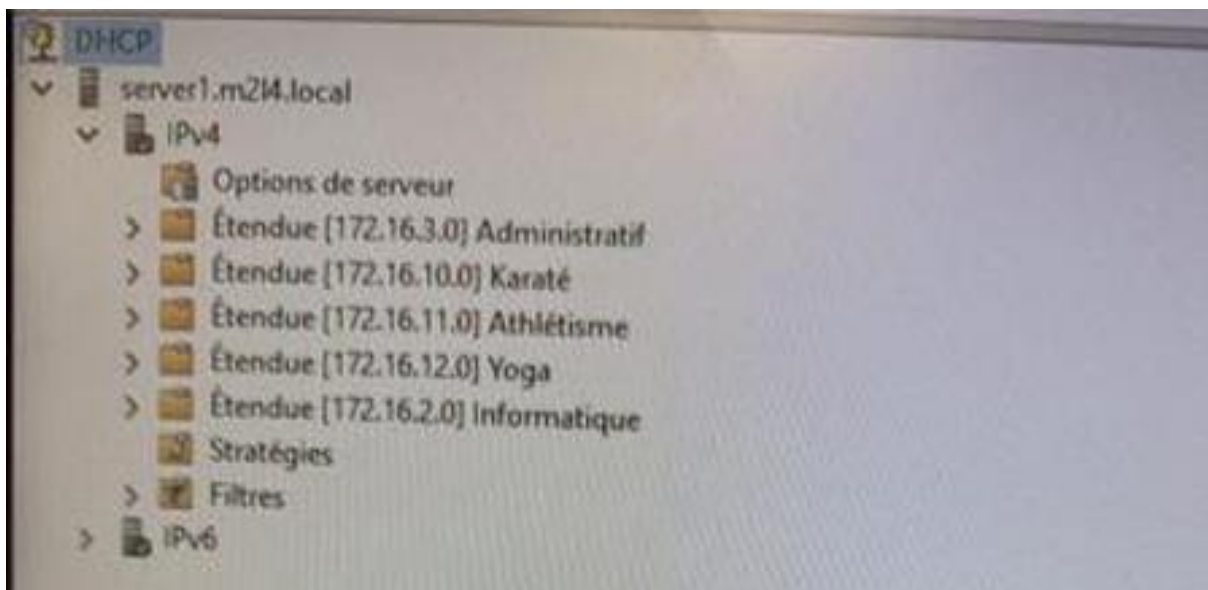 DHCP
server1.m2l4.local
IPv4
Options de serveur
Étendue [172.16.3.0] Administratif
Étendue [172.16.10.0] Karaté
Étendue [172.16.11.0] Athlétisme
Étendue [172.16.12.0] Yoga
Étendue [172.16.2.0] Informatique
Stratégies
Filtres
IPv6